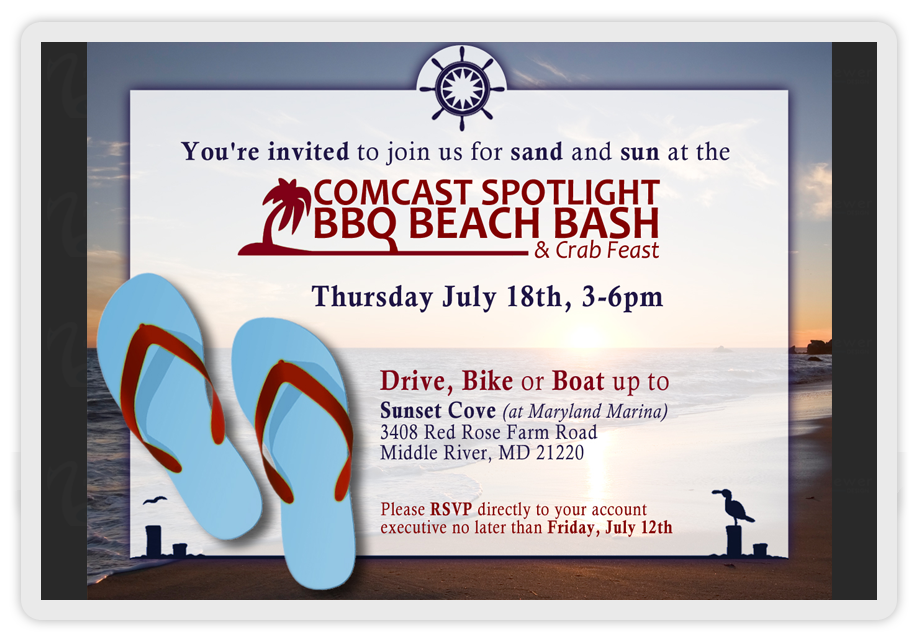 You're invited to join us for sand and sun at the
COMCAST SPOTLIGHT
BBQ BEACH BASH
& Crab Feast
Thursday July 18th, 3-6pm
Drive, Bike or Boat up to
Sunset Cove (at Maryland Marina)
3408 Red Rose Farm Road
Middle River, MD 21220
Please RSVP directly to your account
executive no later than Friday, July 12th